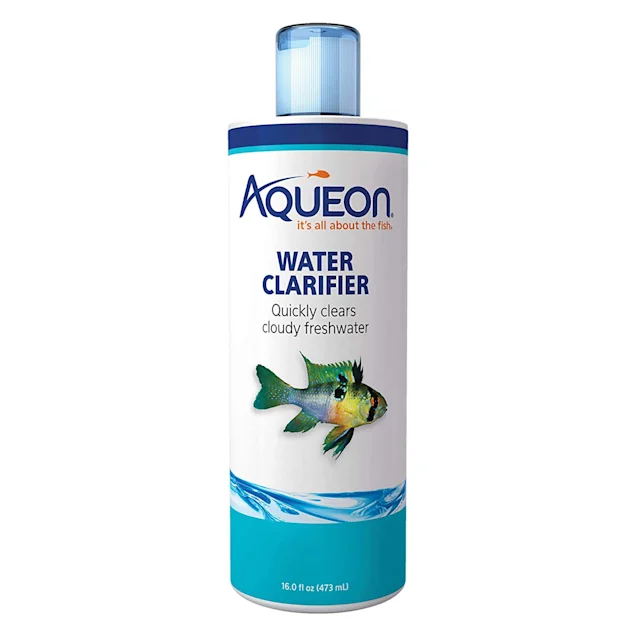 AQUEON®
it's all about the fish®
WATER
CLARIFIER
Quickly clears
cloudy freshwater
16.0 fl oz (473 mL)